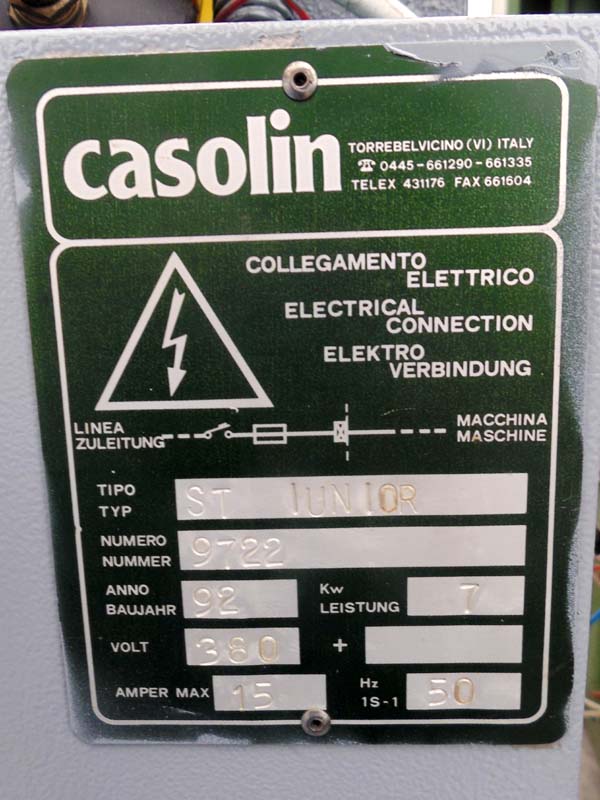 casolin
TORREBELVICINO (VI) ITALY
☎ 0445-661290-661335
TELEX 431176 FAX 661604
COLLEGAMENTO
ELETTRICO
ELECTRICAL
CONNECTION
ELEKTRO
VERBINDUNG
LINEA
ZULEITUNG
MACCHINA
MASCHINE
TIPO
TYP
ST IUNIOR
NUMERO
NUMMER
9722
ANNO
BAUJAHR
92
Kw
LEISTUNG
7
VOLT
380
+
AMPER MAX
15
Hz
1S-1
50